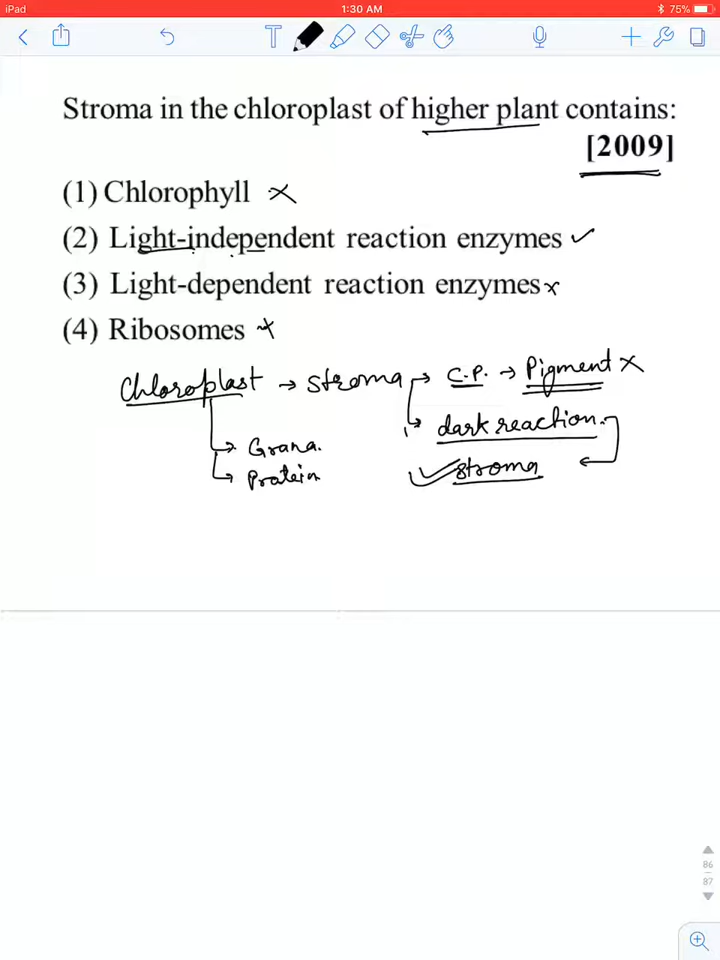 iPad 1:30 AM 75%
T
Stroma in the chloroplast of higher plant contains:
[2009]
(1) Chlorophyll ×
(2) Light-independent reaction enzymes ✓
(3) Light-dependent reaction enzymes ×
(4) Ribosomes ×
Chloroplast → Stroma → C.P. → Pigment ×
→ dark reaction.
→ Grana.
→ Protein
✓ stroma
86
87